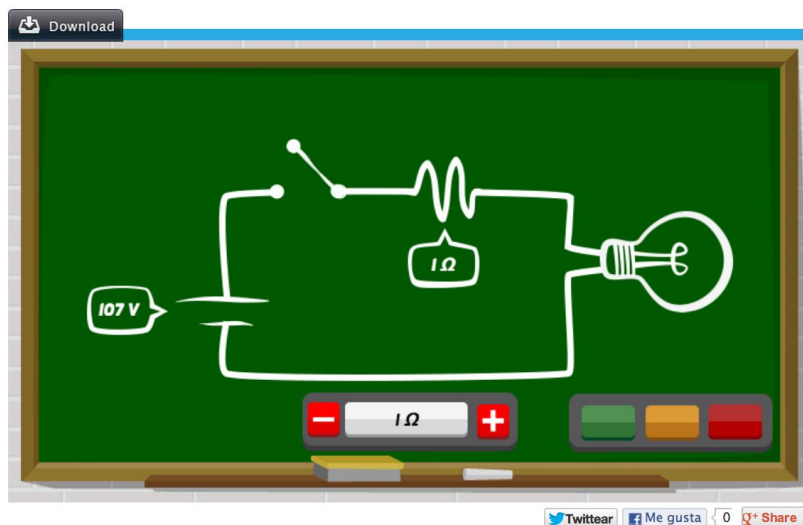 Download
1 Ω
107 V
1 Ω
Twittear
Me gusta
0
g+ Share